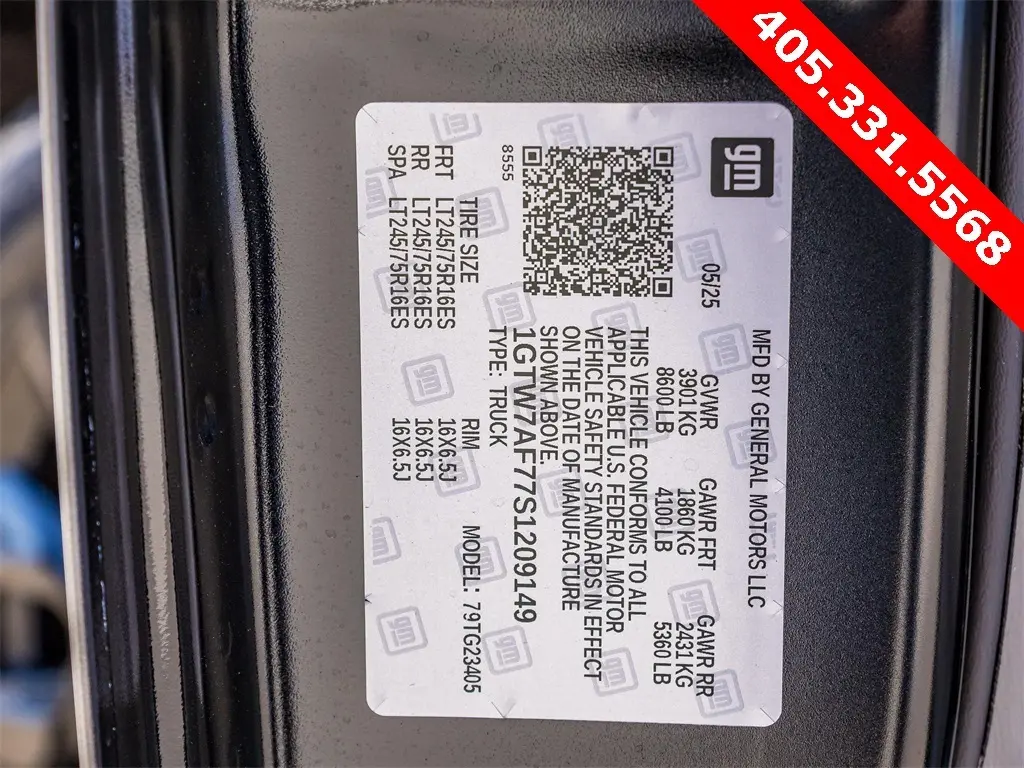 405.331.5568
gm
MFD BY GENERAL MOTORS LLC
05/25
GVWR GAWR FRT GAWR RR
3901 KG 1860 KG 2431 KG
8600 LB 4100 LB 5360 LB
THIS VEHICLE CONFORMS TO ALL
APPLICABLE U.S. FEDERAL MOTOR
VEHICLE SAFETY STANDARDS IN EFFECT
ON THE DATE OF MANUFACTURE
SHOWN ABOVE.
1GTW7AF77S1209149
TYPE: TRUCK
8555
TIRE SIZE RIM MODEL: 79TG23405
FRT LT245/75R16ES 16X6.5J
RR LT245/75R16ES 16X6.5J
SPA LT245/75R16ES 16X6.5J